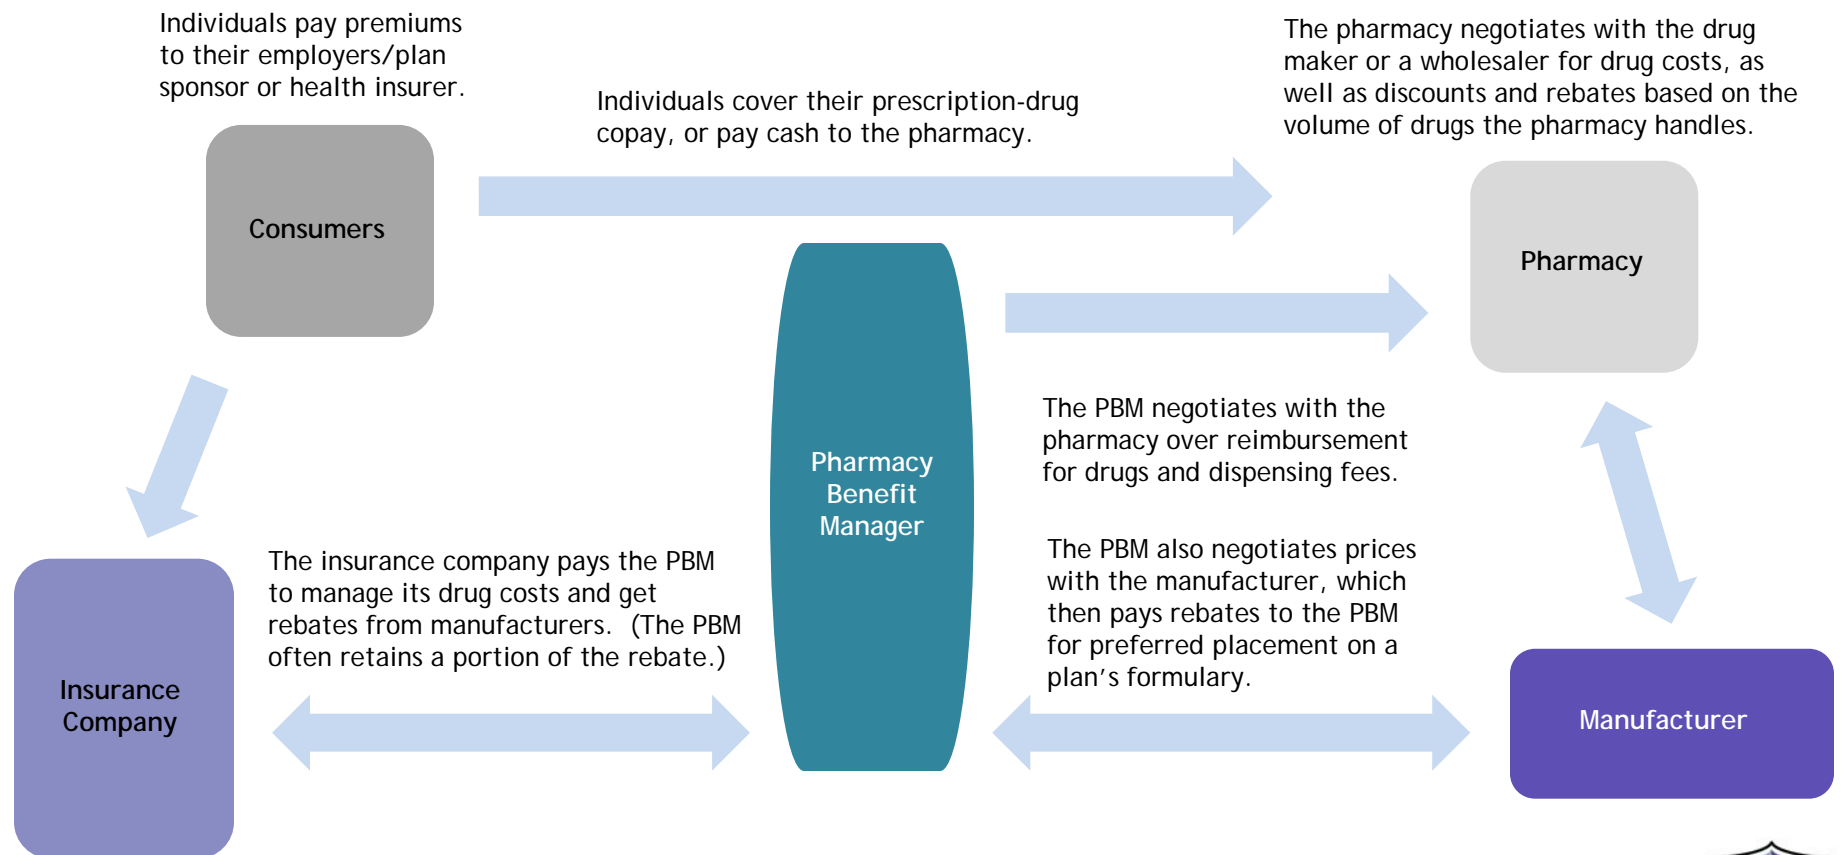 Individuals pay premiums
to their employers/plan
sponsor or health insurer.
Individuals cover their prescription-drug
copay, or pay cash to the pharmacy.
The pharmacy negotiates with the drug
maker or a wholesaler for drug costs, as
well as discounts and rebates based on the
volume of drugs the pharmacy handles.
Consumers
Pharmacy
Pharmacy
Benefit
Manager
The PBM negotiates with the
pharmacy over reimbursement
for drugs and dispensing fees.
The insurance company pays the PBM
to manage its drug costs and get
rebates from manufacturers.  (The PBM
often retains a portion of the rebate.)
The PBM also negotiates prices
with the manufacturer, which
then pays rebates to the PBM
for preferred placement on a
plan’s formulary.
Insurance
Company
Manufacturer